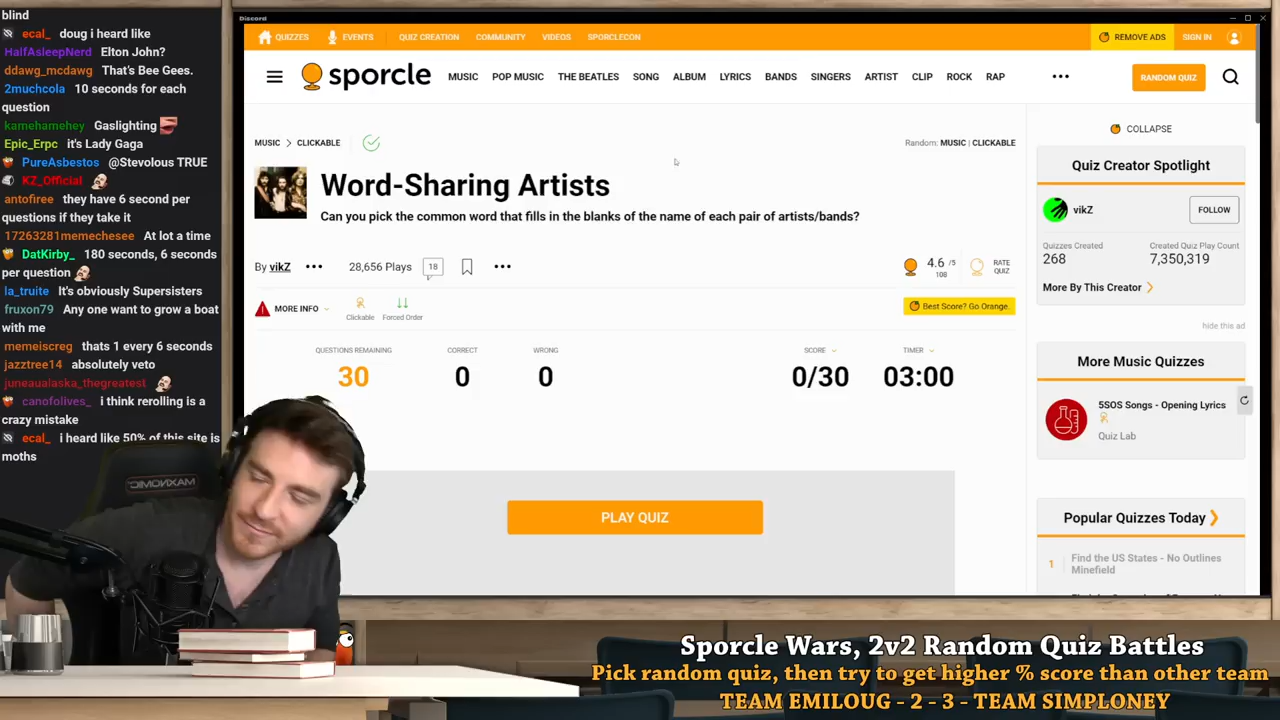 blind
ecal_ doug i heard like
HalfAsleepNerd Elton John?
ddawg_mcdawg That's Bee Gees.
2muchcola 10 seconds for each
question
kamehamehey Gaslighting
Epic_Erpc it's Lady Gaga
PureAsbestos @Stevolous TRUE
KZ_Official
antofiree they have 6 second per
questions if they take it
17263281memechesee At lot a time
DatKirby_ 180 seconds, 6 seconds
per question
la_truite It's obviously Supersisters
fruxon79 Any one want to grow a boat
with me
memeiscreg thats 1 every 6 seconds
jazztree14 absolutely veto
juneaualaska_thegreatest
canofolives_ i think rerolling is a
crazy mistake
ecal_ i heard like 50% of this site is
moths
Discord
QUIZZES EVENTS QUIZ CREATION COMMUNITY VIDEOS SPORCLECON REMOVE ADS SIGN IN
sporcle MUSIC POP MUSIC THE BEATLES SONG ALBUM LYRICS BANDS SINGERS ARTIST CLIP ROCK RAP ••• RANDOM QUIZ
MUSIC > CLICKABLE Random: MUSIC | CLICKABLE
Word-Sharing Artists
Can you pick the common word that fills in the blanks of the name of each pair of artists/bands?
By vikZ ••• 28,656 Plays 18 ••• 4.6 /5 108 RATE QUIZ
MORE INFO Clickable Forced Order Best Score? Go Orange.
QUESTIONS REMAINING CORRECT WRONG SCORE TIMER
30 0 0 0/30 03:00
PLAY QUIZ
COLLAPSE
Quiz Creator Spotlight
vikZ FOLLOW
Quizzes Created Created Quiz Play Count
268 7,350,319
More By This Creator
hide this ad
More Music Quizzes
5SOS Songs - Opening Lyrics
Quiz Lab
Popular Quizzes Today
1 Find the US States - No Outlines
Minefield
MAXNOMIC
Sporcle Wars, 2v2 Random Quiz Battles
Pick random quiz, then try to get higher % score than other team
TEAM EMILOUG - 2 - 3 - TEAM SIMPLONEY